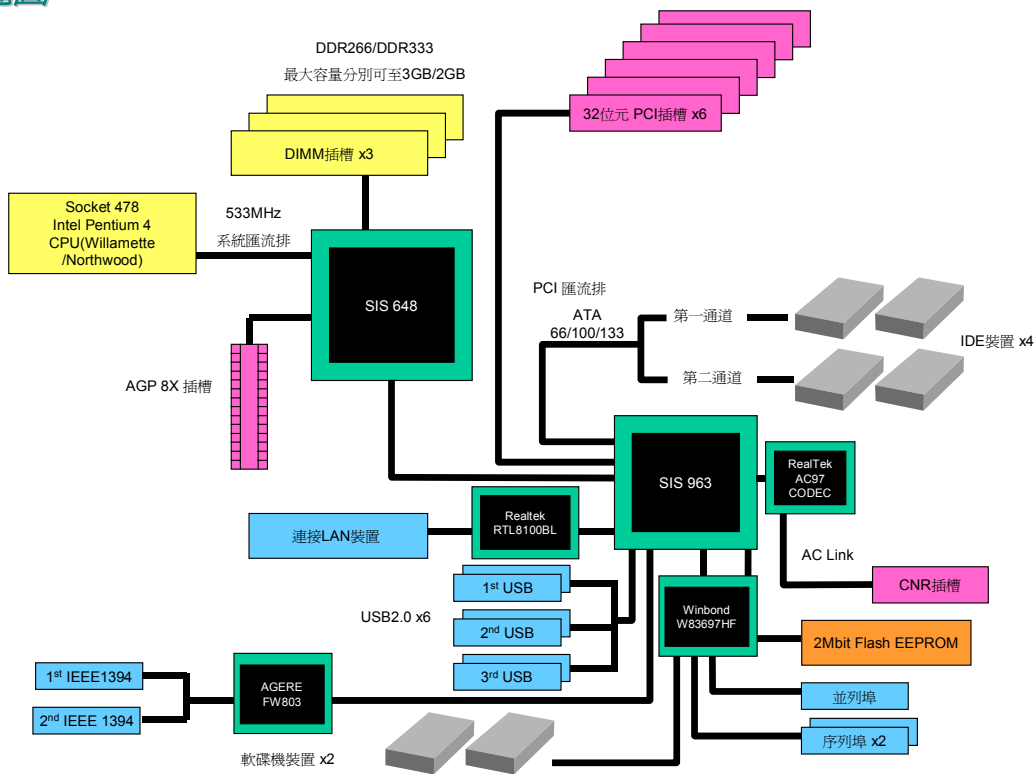 DDR266/DDR333
最大容量分別可至3GB/2GB
32位元 PCI插槽 x6
DIMM插槽 x3
Socket 478
Intel Pentium 4
CPU(Willamette
/Northwood)
533MHz
系統匯流排
SIS 648
PCI 匯流排
ATA
66/100/133
第一通道
IDE裝置 x4
第二通道
AGP 8X 插槽
SIS 963
RealTek
AC97
CODEC
Realtek
RTL8100BL
連接LAN裝置
AC Link
CNR插槽
1st USB
USB2.0 x6
2nd USB
3rd USB
Winbond
W83697HF
2Mbit Flash EEPROM
1st IEEE1394
2nd IEEE 1394
AGERE
FW803
並列埠
序列埠 x2
軟碟機裝置 x2